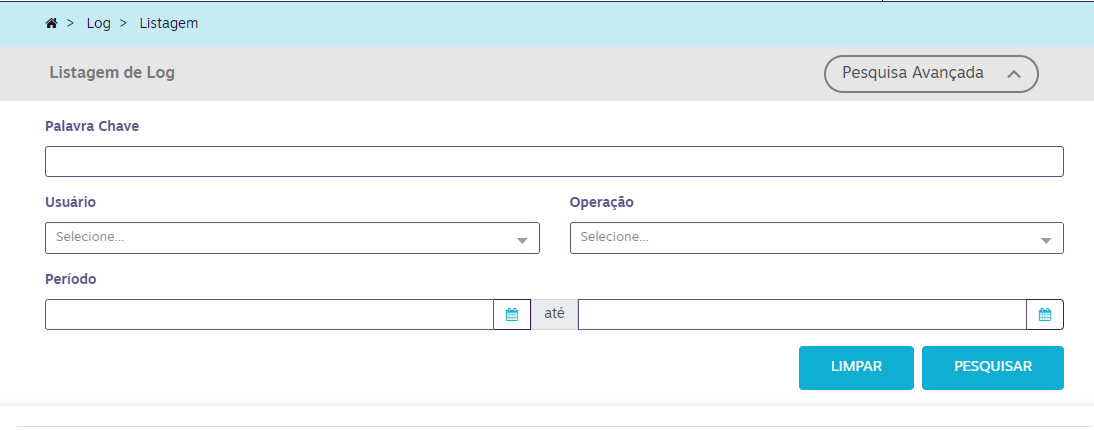 > Log > Listagem
Listagem de Log
Pesquisa Avançada
Palavra Chave
Usuário Operação
Selecione... Selecione...
Período
até
LIMPAR PESQUISAR